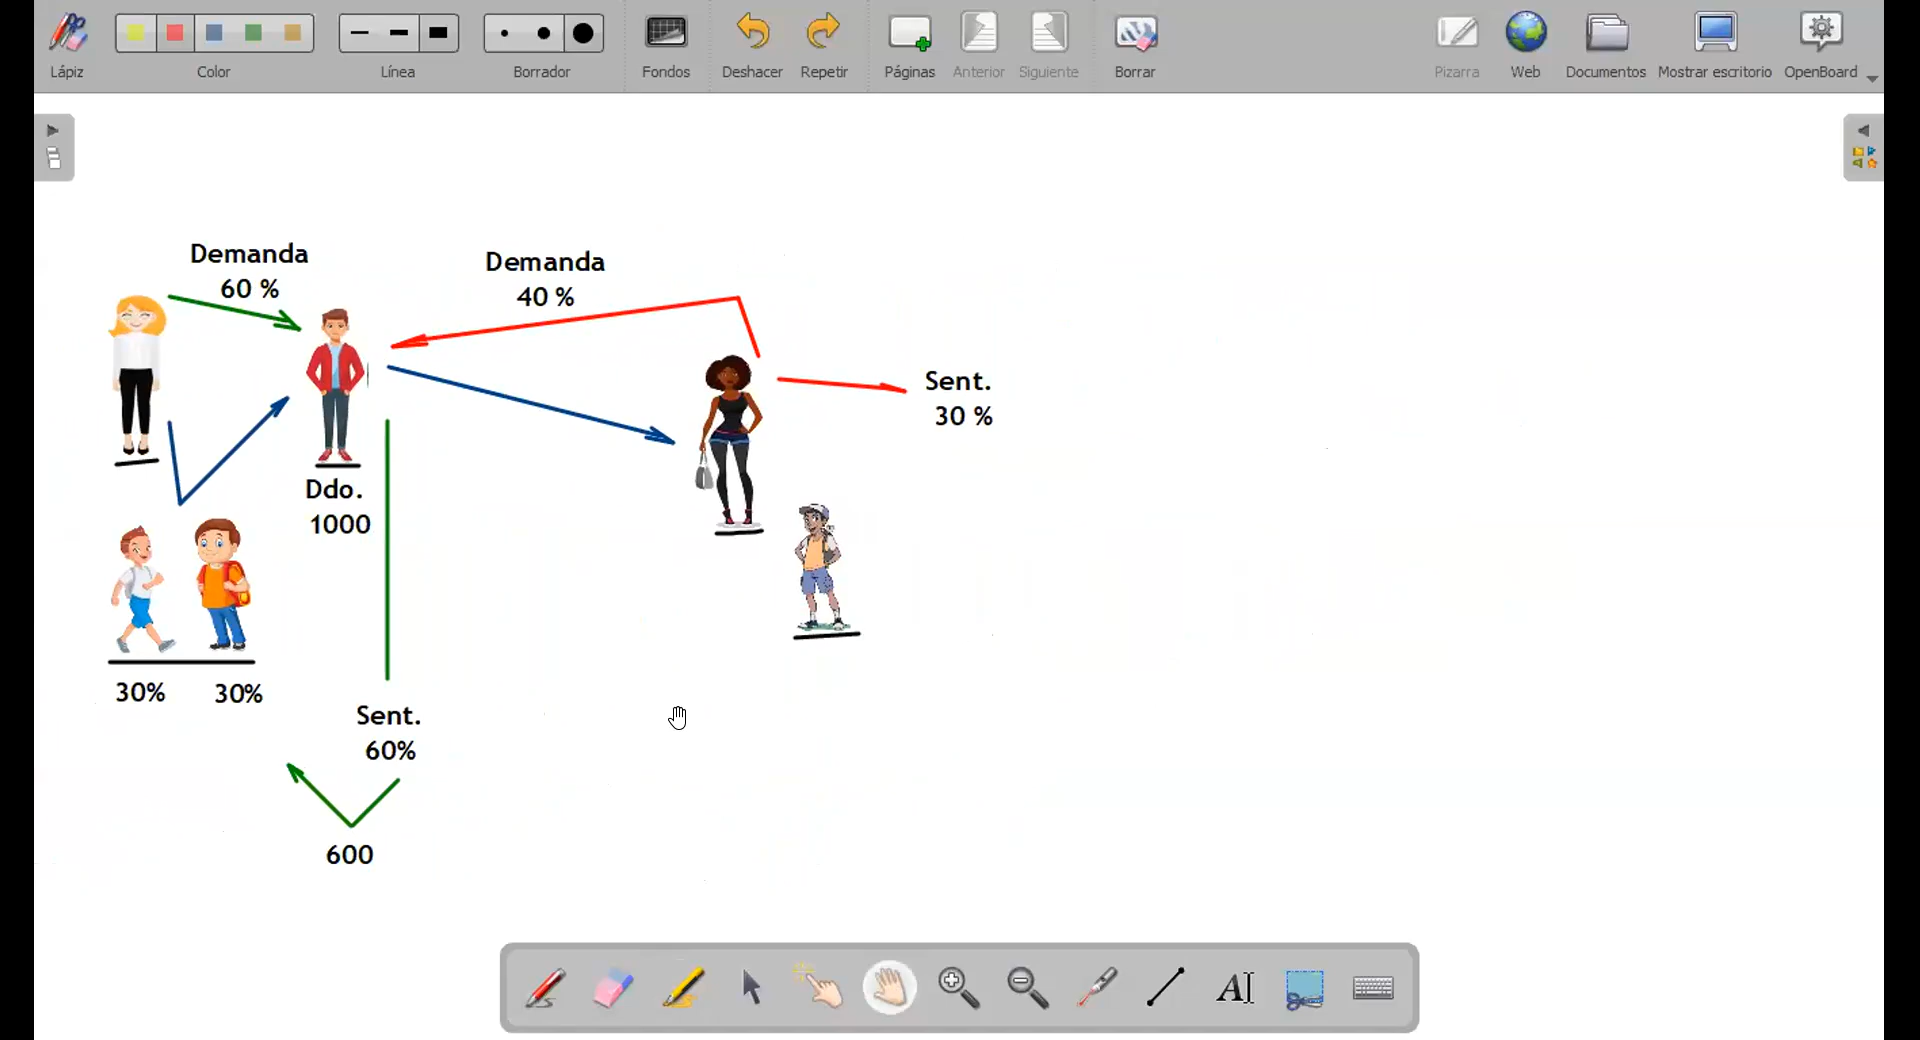 Lápiz
Color
Línea
Borrador
Fondos
Deshacer
Repetir
Páginas
Anterior
Siguiente
Borrar
Pizarra
Web
Documentos
Mostrar escritorio
OpenBoard
Demanda
60 %
Demanda
40 %
Sent.
30 %
Ddo.
1000
30%
30%
Sent.
60%
600
AI